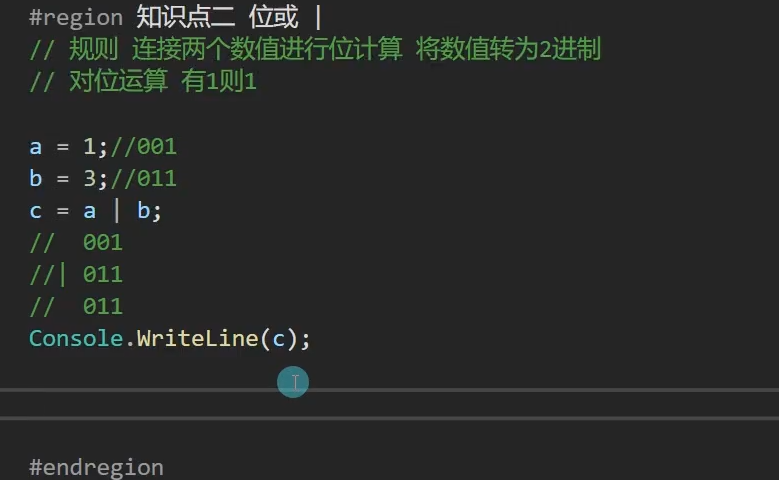 #region 知识点二 位或 |
// 规则 连接两个数值进行位计算 将数值转为2进制
// 对位运算 有1则1
a = 1;//001
b = 3;//011
c = a | b;
//  001
//| 011
//  011
Console.WriteLine(c);
#endregion